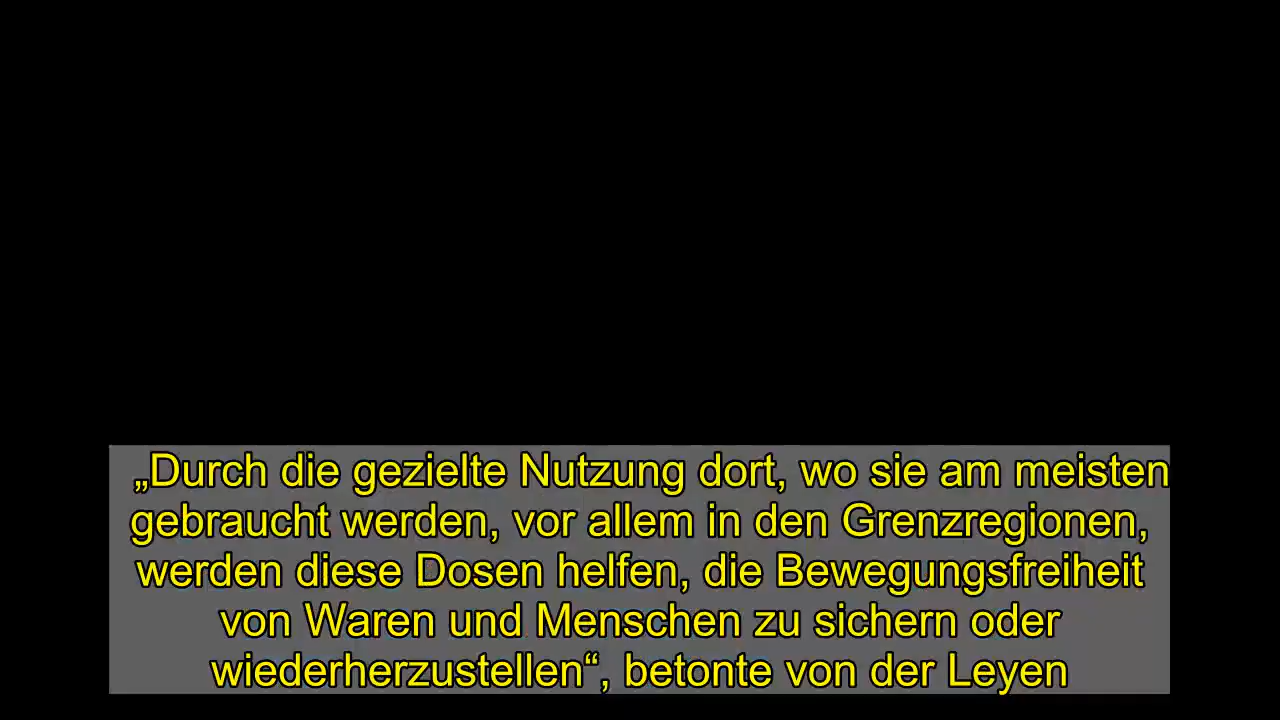 „Durch die gezielte Nutzung dort, wo sie am meisten
gebraucht werden, vor allem in den Grenzregionen,
werden diese Dosen helfen, die Bewegungsfreiheit
von Waren und Menschen zu sichern oder
wiederherzustellen“, betonte von der Leyen